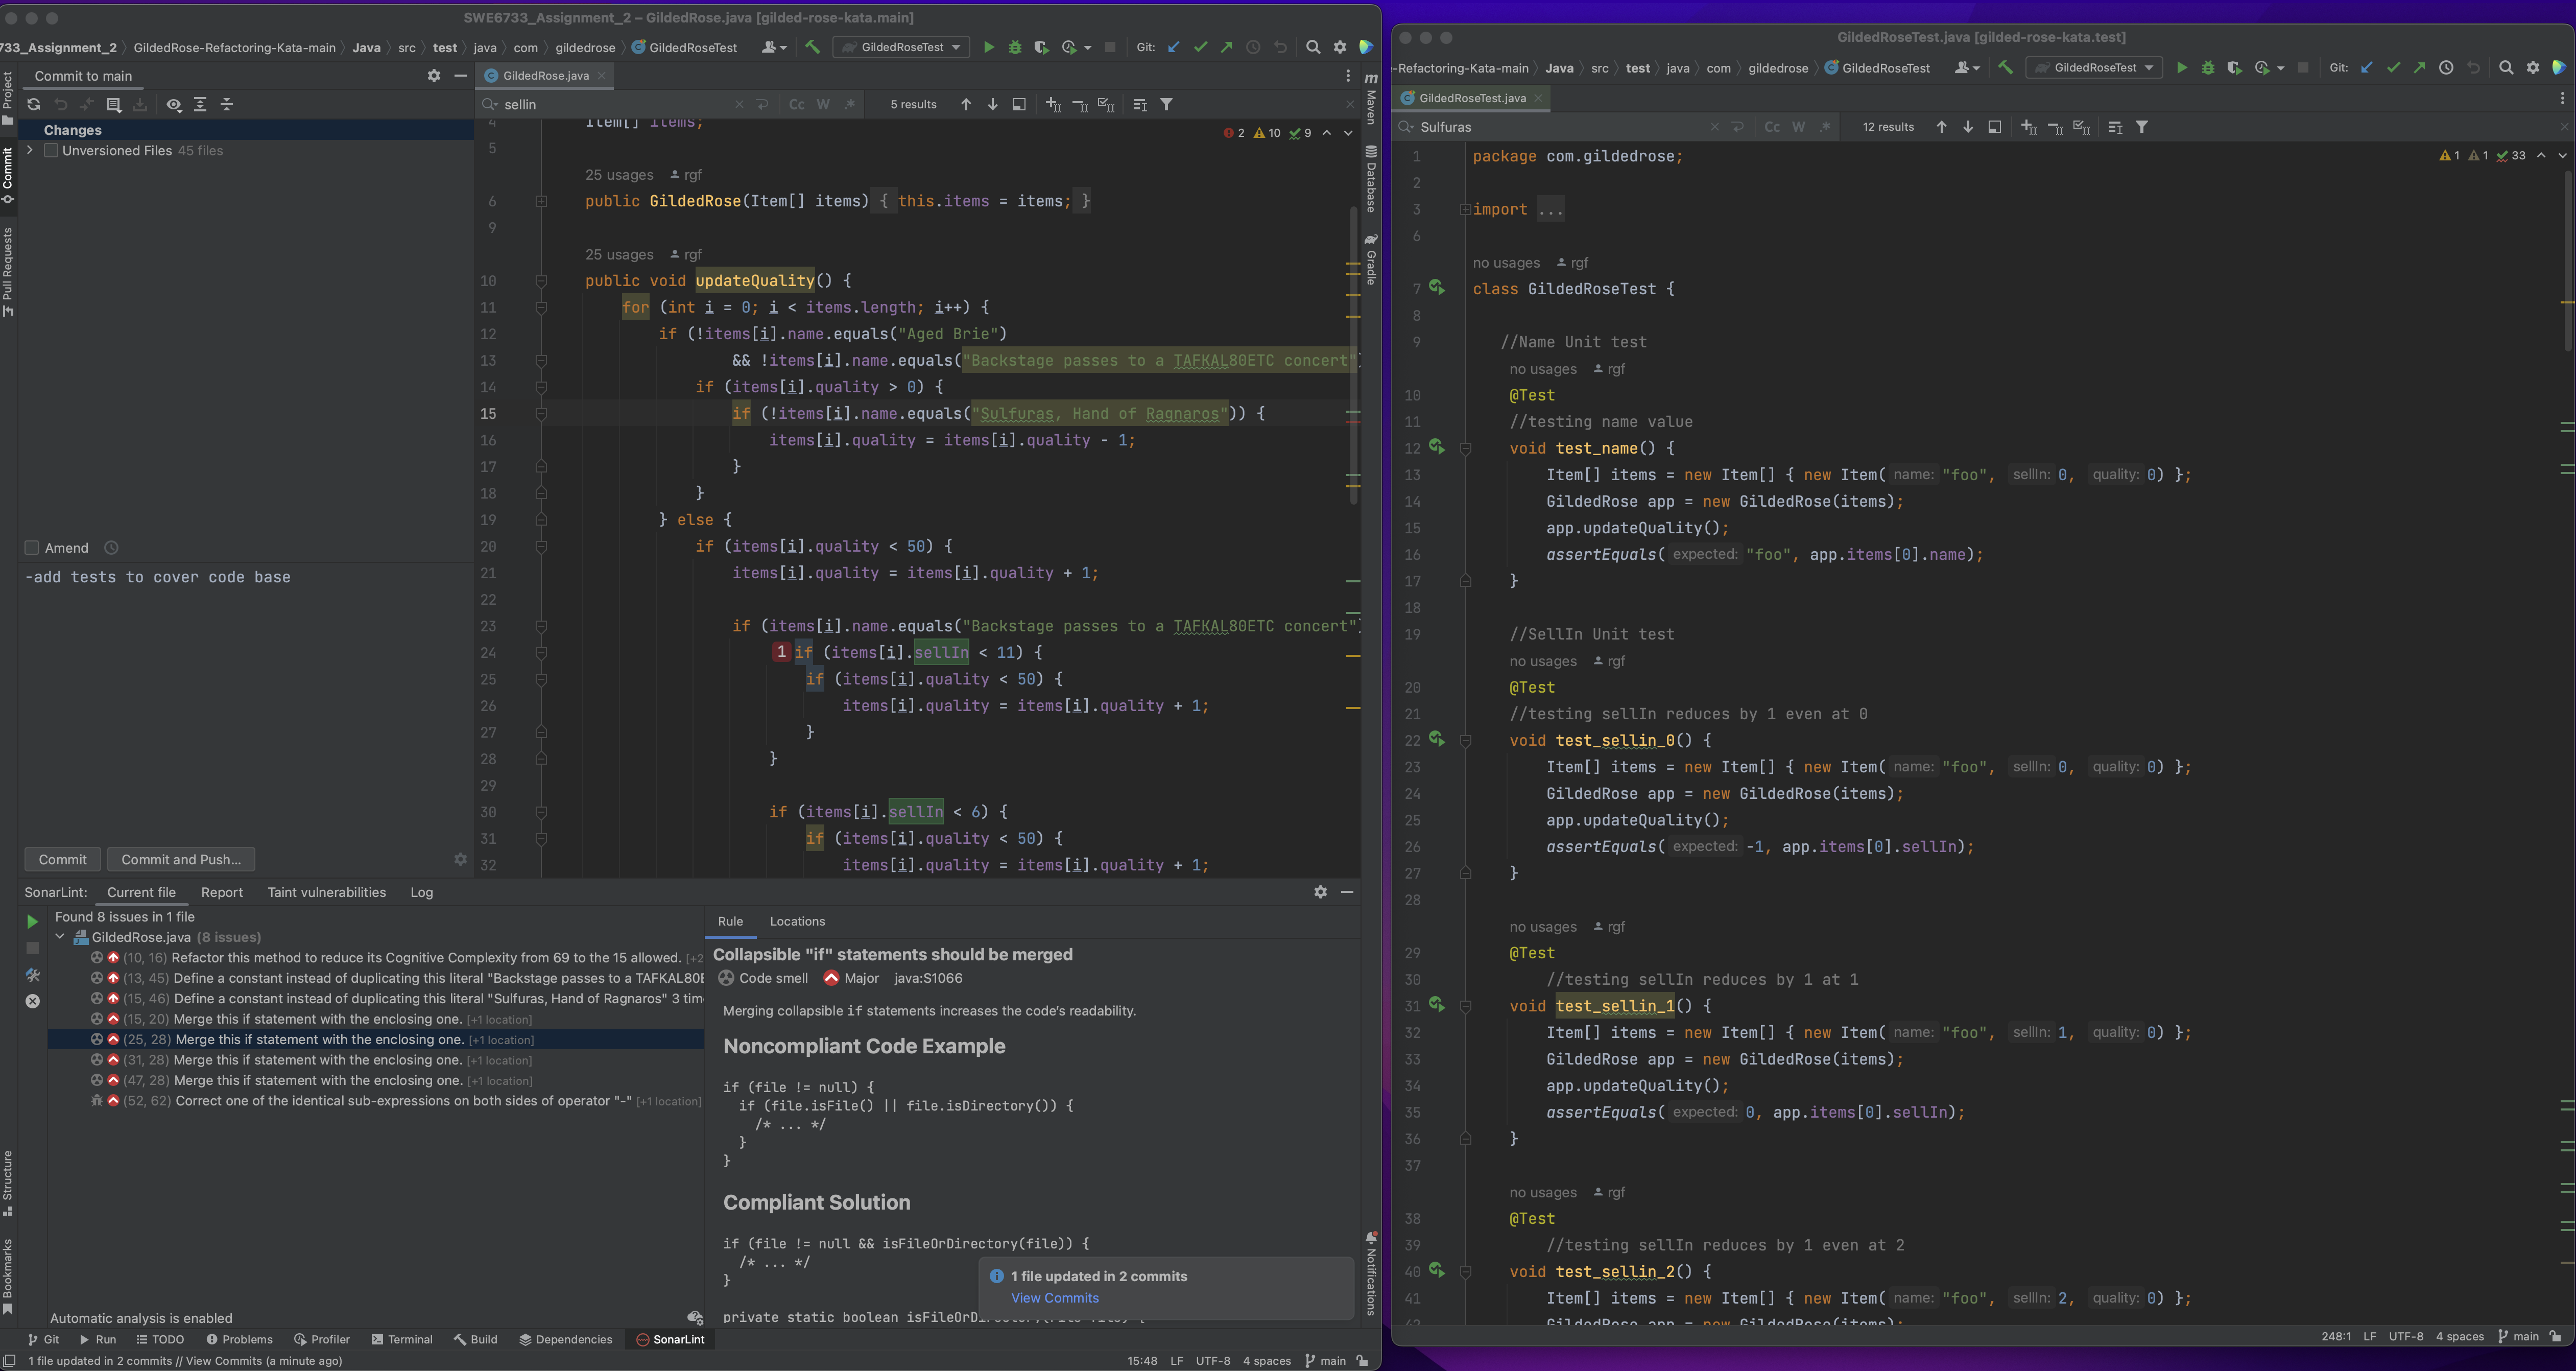 SWE6733_Assignment_2 – GildedRose.java [gilded-rose-kata.main]
733_Assignment_2 GildedRose-Refactoring-Kata-main Java src test java com gildedrose GildedRoseTest GildedRoseTest Git:
Project
Commit
Pull Requests
Structure
Bookmarks
Commit to main
Changes
Unversioned Files 45 files
Amend
-add tests to cover code base
Commit Commit and Push...
GildedRose.java
sellin Cc W .* 5 results
2 10 9
4 Item[] items;
5
25 usages rgf
6 public GildedRose(Item[] items) { this.items = items; }
9
25 usages rgf
10 public void updateQuality() {
11 for (int i = 0; i < items.length; i++) {
12 if (!items[i].name.equals("Aged Brie")
13 && !items[i].name.equals("Backstage passes to a TAFKAL80ETC concert"
14 if (items[i].quality > 0) {
15 if (!items[i].name.equals("Sulfuras, Hand of Ragnaros")) {
16 items[i].quality = items[i].quality - 1;
17 }
18 }
19 } else {
20 if (items[i].quality < 50) {
21 items[i].quality = items[i].quality + 1;
22
23 if (items[i].name.equals("Backstage passes to a TAFKAL80ETC concert"
24 1 if (items[i].sellIn < 11) {
25 if (items[i].quality < 50) {
26 items[i].quality = items[i].quality + 1;
27 }
28 }
29
30 if (items[i].sellIn < 6) {
31 if (items[i].quality < 50) {
32 items[i].quality = items[i].quality + 1;
m Maven
Database
Gradle
Notifications
SonarLint: Current file Report Taint vulnerabilities Log
Found 8 issues in 1 file
GildedRose.java (8 issues)
(10, 16) Refactor this method to reduce its Cognitive Complexity from 69 to the 15 allowed. [+2
(13, 45) Define a constant instead of duplicating this literal "Backstage passes to a TAFKAL80E
(15, 46) Define a constant instead of duplicating this literal "Sulfuras, Hand of Ragnaros" 3 tim
(15, 20) Merge this if statement with the enclosing one. [+1 location]
(25, 28) Merge this if statement with the enclosing one. [+1 location]
(31, 28) Merge this if statement with the enclosing one. [+1 location]
(47, 28) Merge this if statement with the enclosing one. [+1 location]
(52, 62) Correct one of the identical sub-expressions on both sides of operator "-" [+1 location]
Automatic analysis is enabled
Rule Locations
Collapsible "if" statements should be merged
Code smell Major java:S1066
Merging collapsible if statements increases the code's readability.
Noncompliant Code Example
if (file != null) {
if (file.isFile() || file.isDirectory()) {
/* ... */
}
}
Compliant Solution
if (file != null && isFileOrDirectory(file)) {
/* ... */
}
private static boolean
1 file updated in 2 commits
View Commits
Git Run TODO Problems Profiler Terminal Build Dependencies SonarLint
1 file updated in 2 commits // View Commits (a minute ago) 15:48 LF UTF-8 4 spaces main
GildedRoseTest.java [gilded-rose-kata.test]
-Refactoring-Kata-main Java src test java com gildedrose GildedRoseTest GildedRoseTest Git:
GildedRoseTest.java
Sulfuras Cc W .* 12 results
1 1 33
1 package com.gildedrose;
2
3 import ...
6
no usages rgf
7 class GildedRoseTest {
8
9 //Name Unit test
no usages rgf
10 @Test
11 //testing name value
12 void test_name() {
13 Item[] items = new Item[] { new Item( name: "foo", sellIn: 0, quality: 0) };
14 GildedRose app = new GildedRose(items);
15 app.updateQuality();
16 assertEquals( expected: "foo", app.items[0].name);
17 }
18
19 //SellIn Unit test
no usages rgf
20 @Test
21 //testing sellIn reduces by 1 even at 0
22 void test_sellin_0() {
23 Item[] items = new Item[] { new Item( name: "foo", sellIn: 0, quality: 0) };
24 GildedRose app = new GildedRose(items);
25 app.updateQuality();
26 assertEquals( expected: -1, app.items[0].sellIn);
27 }
28
no usages rgf
29 @Test
30 //testing sellIn reduces by 1 at 1
31 void test_sellin_1() {
32 Item[] items = new Item[] { new Item( name: "foo", sellIn: 1, quality: 0) };
33 GildedRose app = new GildedRose(items);
34 app.updateQuality();
35 assertEquals( expected: 0, app.items[0].sellIn);
36 }
37
no usages rgf
38 @Test
39 //testing sellIn reduces by 1 even at 2
40 void test_sellin_2() {
41 Item[] items = new Item[] { new Item( name: "foo", sellIn: 2, quality: 0) };
42 GildedRose app = new GildedRose(items);
248:1 LF UTF-8 4 spaces main